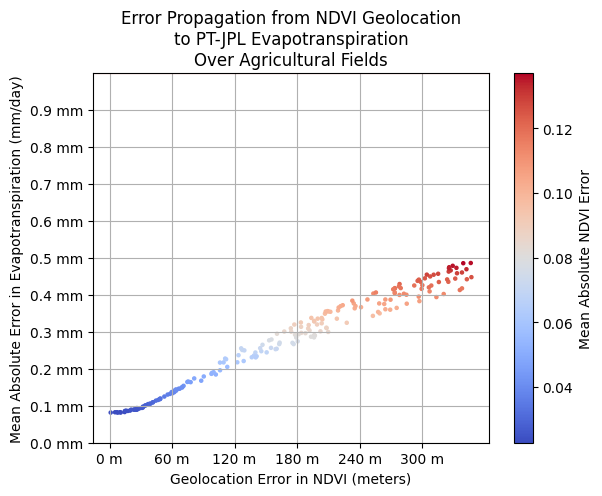 Error Propagation from NDVI Geolocation
to PT-JPL Evapotranspiration
Over Agricultural Fields
Mean Absolute Error in Evapotranspiration (mm/day)
0.9 mm
0.8 mm
0.7 mm
0.6 mm
0.5 mm
0.4 mm
0.3 mm
0.2 mm
0.1 mm
0.0 mm
0 m
60 m
120 m
180 m
240 m
300 m
Geolocation Error in NDVI (meters)
0.12
0.10
0.08
0.06
0.04
Mean Absolute NDVI Error